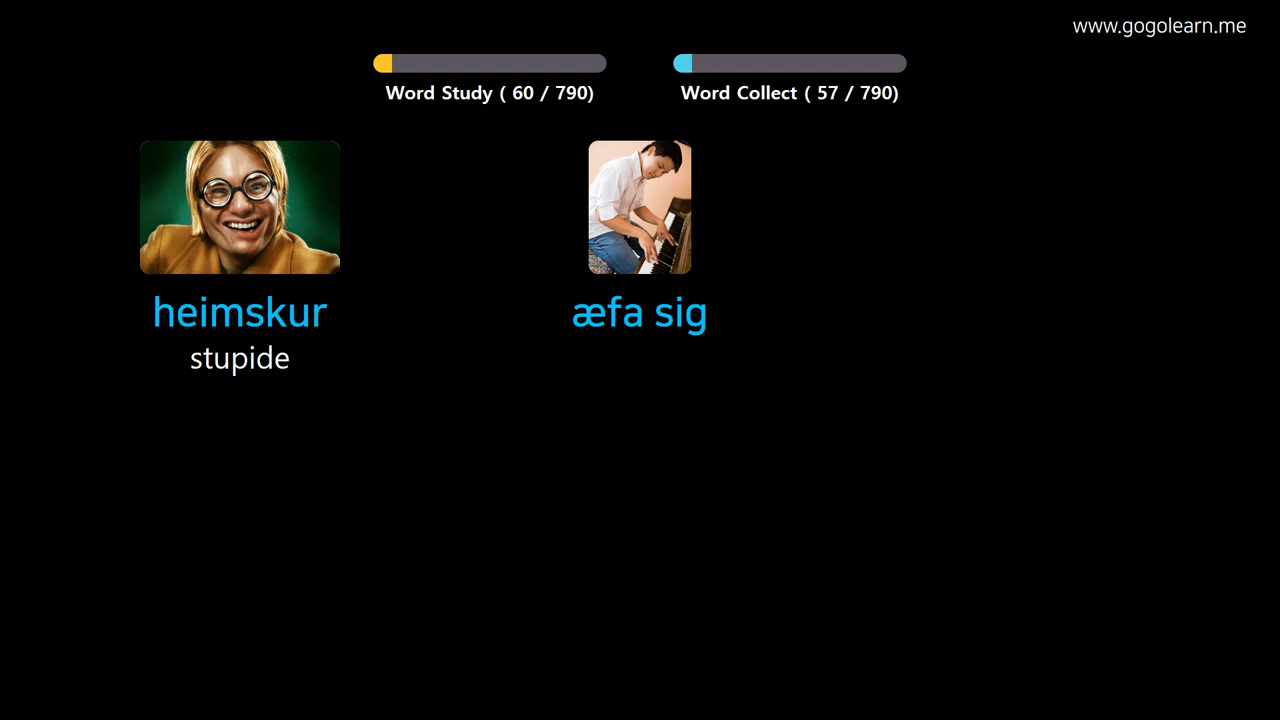 www.gogolearn.me
Word Study ( 60 / 790)
Word Collect ( 57 / 790)
heimskur
stupide
æfa sig